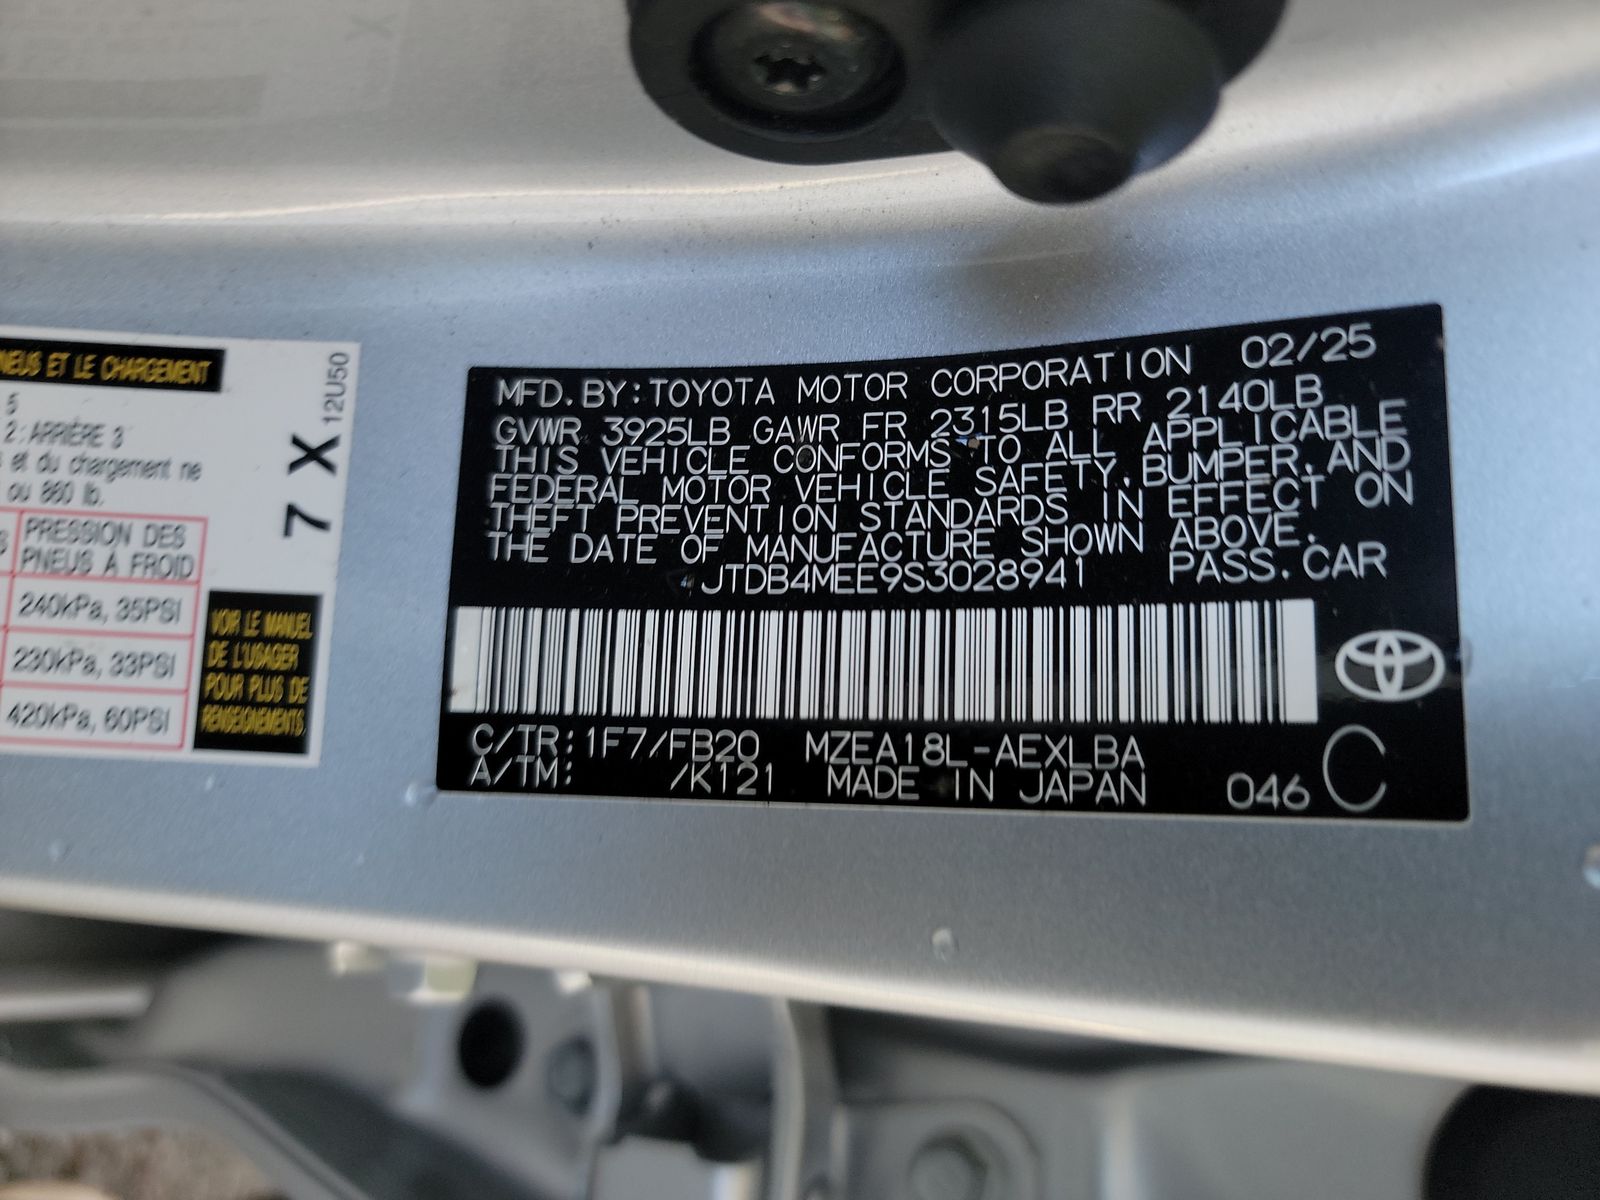 NEUS ET LE CHARGEMENT
5
2 : ARRIÈRE 3
et du chargement ne
ou 860 lb.
PRESSION DES
PNEUS À FROID
240kPa, 35PSI
230kPa, 33PSI
420kPa, 60PSI
VOIR LE MANUEL
DE L'USAGER
POUR PLUS DE
RENSEIGNEMENTS
7 X
12U50
MFD. BY: TOYOTA MOTOR CORPORATION 02/25
GVWR 3925LB GAWR FR 2315LB RR 2140LB
THIS VEHICLE CONFORMS TO ALL APPLICABLE
FEDERAL MOTOR VEHICLE SAFETY, BUMPER, AND
THEFT PREVENTION STANDARDS IN EFFECT ON
THE DATE OF MANUFACTURE SHOWN ABOVE.
JTDB4MEE9S3028941 PASS. CAR
C/TR: 1F7/FB20 MZEA18L-AEXLBA
A/TM: /K121 MADE IN JAPAN 046 C